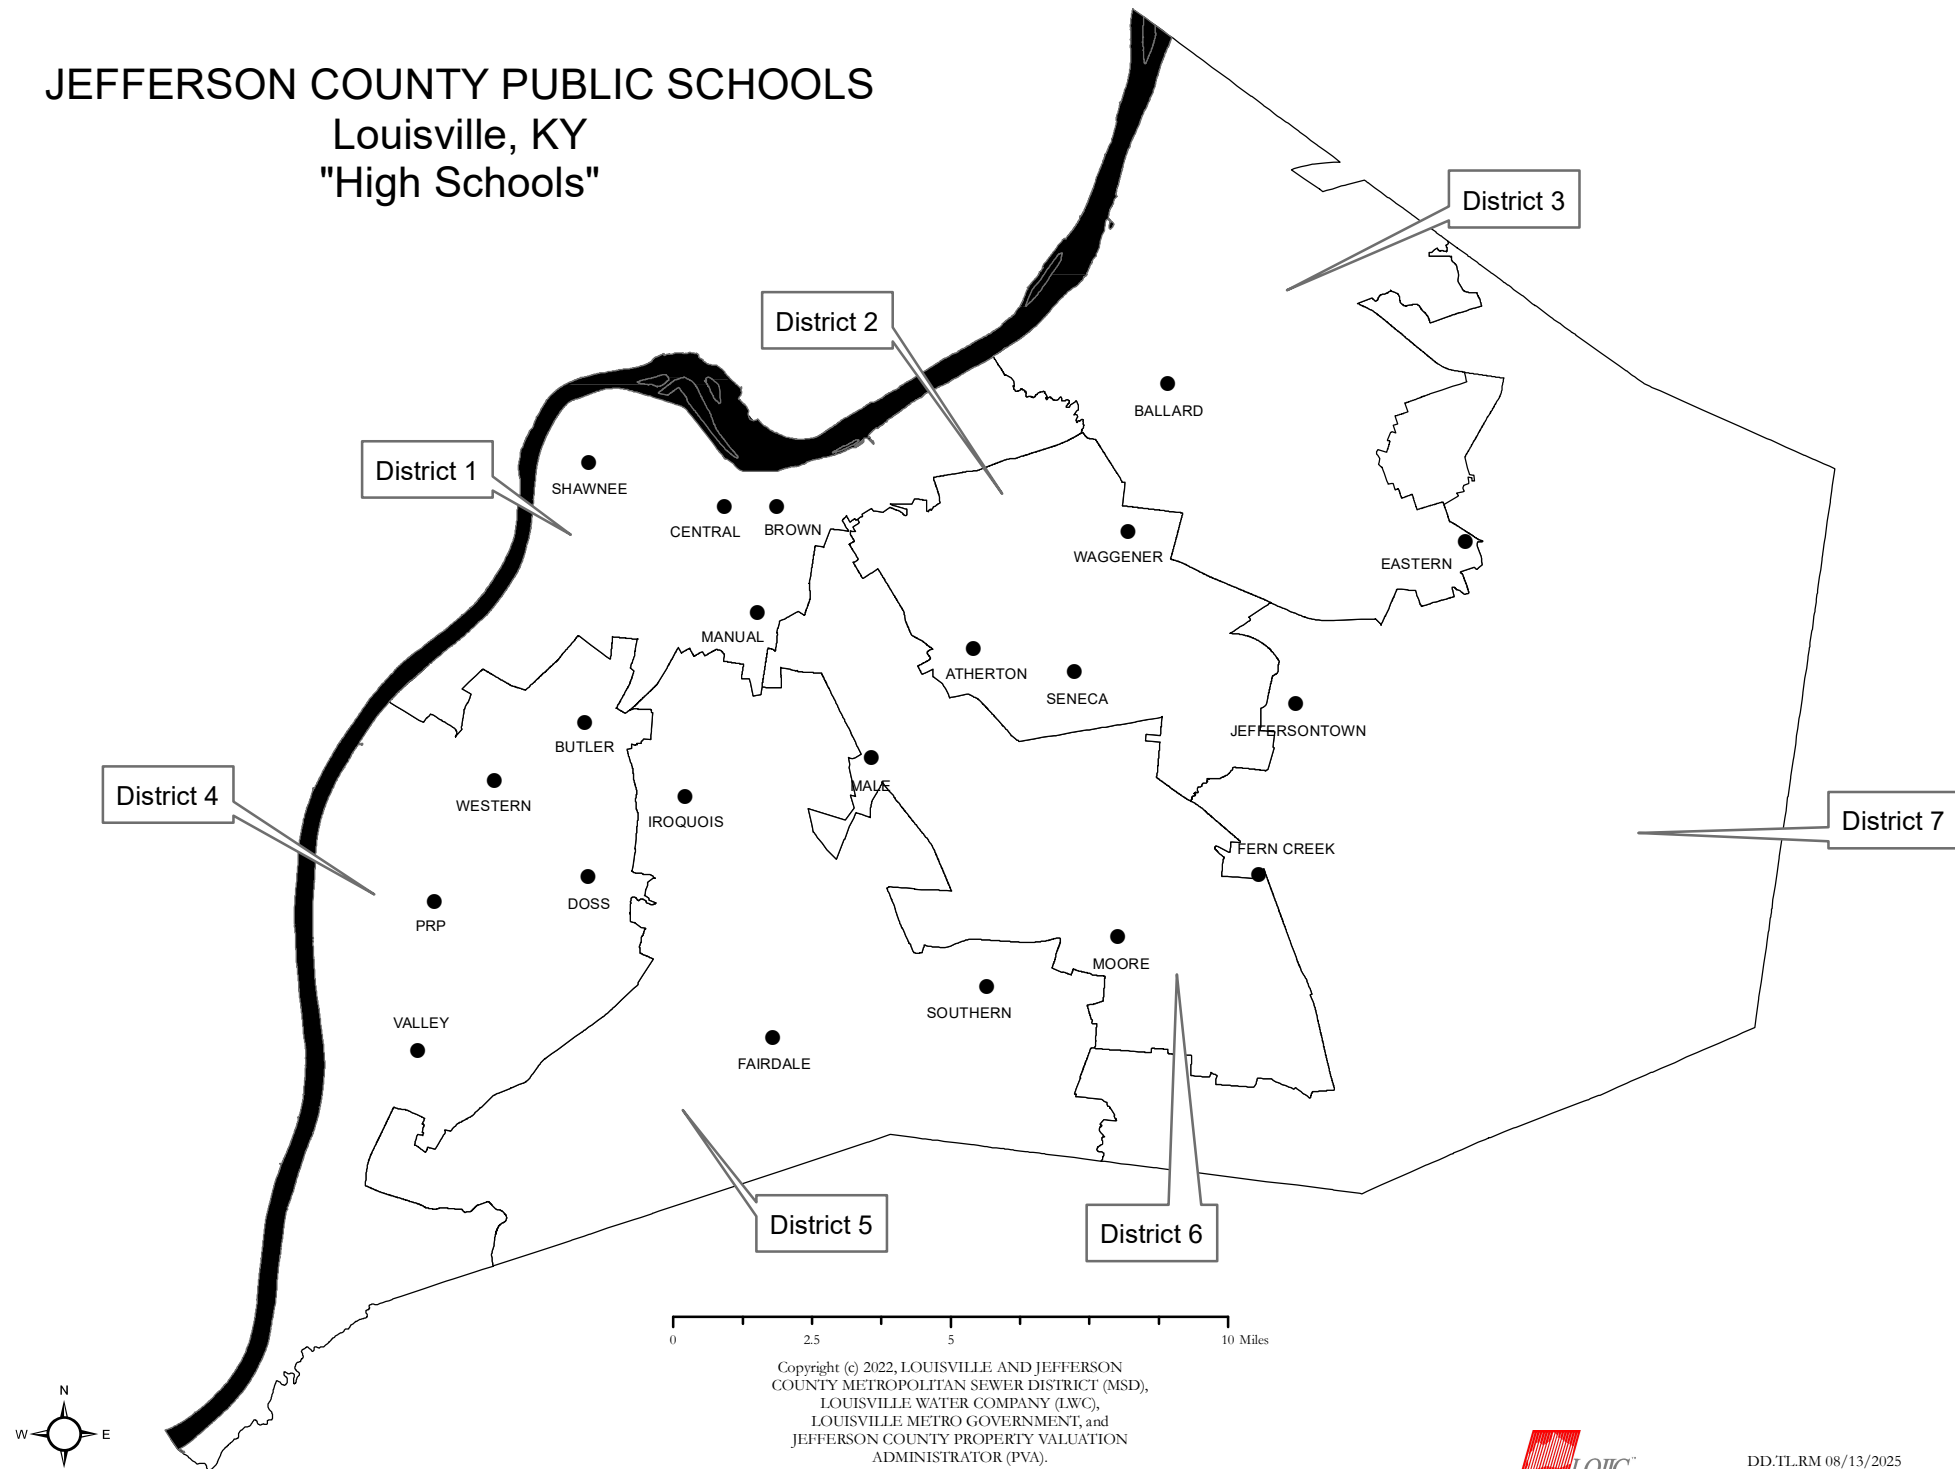 JEFFERSON COUNTY PUBLIC SCHOOLS
Louisville, KY
"High Schools"
District 3
District 2
BALLARD
District 1
SHAWNEE
CENTRAL
BROWN
WAGGENER
EASTERN
MANUAL
ATHERTON
SENECA
JEFFERSONTOWN
BUTLER
District 4
WESTERN
MALE
IROQUOIS
District 7
FERN CREEK
DOSS
PRP
MOORE
SOUTHERN
VALLEY
FAIRDALE
District 5
District 6
0 2.5 5 10 Miles
Copyright (c) 2022, LOUISVILLE AND JEFFERSON
COUNTY METROPOLITAN SEWER DISTRICT (MSD),
LOUISVILLE WATER COMPANY (LWC),
LOUISVILLE METRO GOVERNMENT, and
JEFFERSON COUNTY PROPERTY VALUATION
ADMINISTRATOR (PVA).
N
W E
LOJIC
DD.TL.RM 08/13/2025